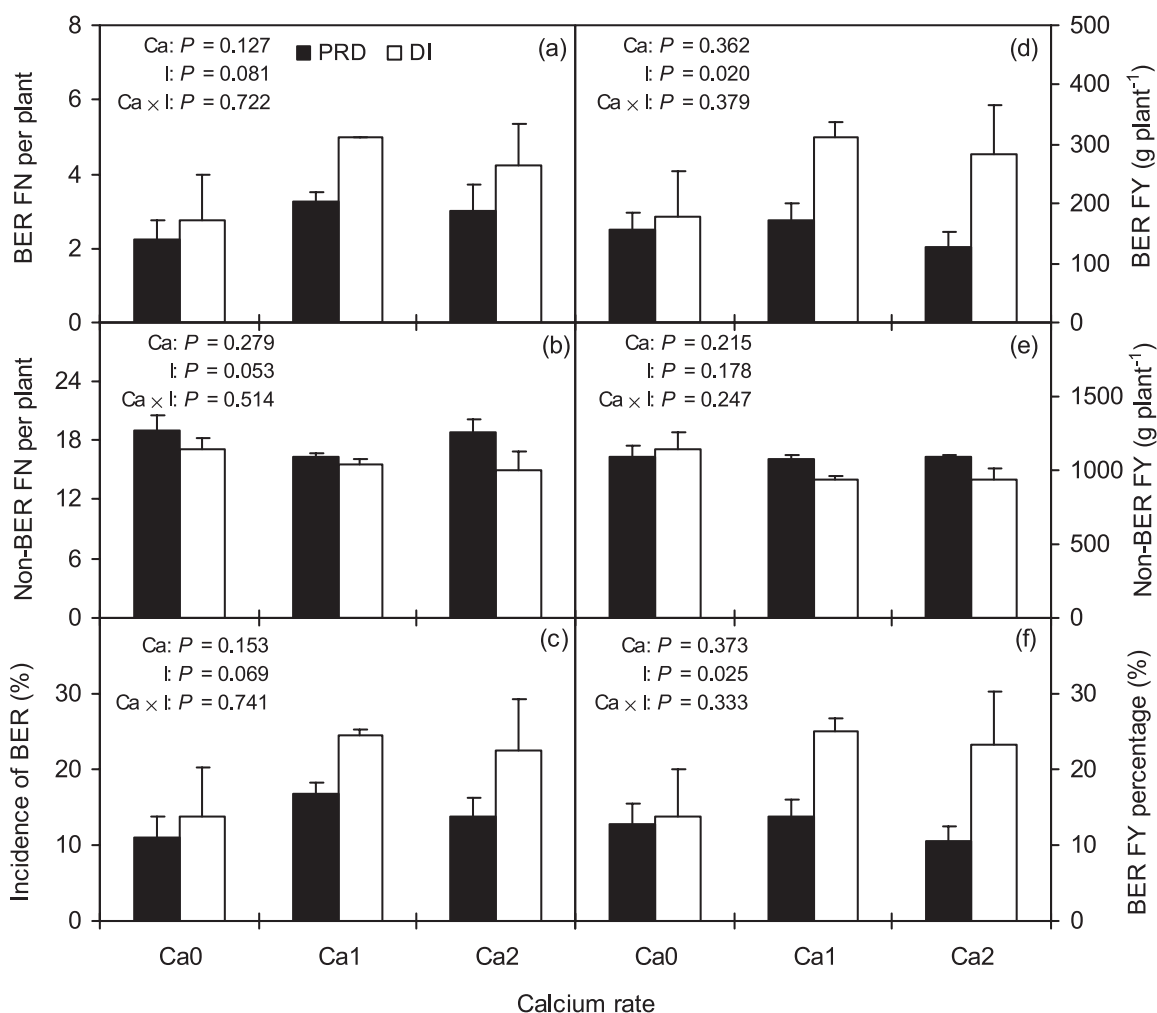 BER FN per plant
8
6
4
2
0
Ca: P = 0.127
I: P = 0.081
Ca × I: P = 0.722
PRD DI
(a)
Ca: P = 0.362
I: P = 0.020
Ca × I: P = 0.379
(d)
500
400
300
200
100
0
BER FY (g plant⁻¹)
Non-BER FN per plant
24
18
12
6
0
Ca: P = 0.279
I: P = 0.053
Ca × I: P = 0.514
(b)
Ca: P = 0.215
I: P = 0.178
Ca × I: P = 0.247
(e)
1500
1000
500
0
Non-BER FY (g plant⁻¹)
Incidence of BER (%)
30
20
10
0
Ca: P = 0.153
I: P = 0.069
Ca × I: P = 0.741
(c)
Ca: P = 0.373
I: P = 0.025
Ca × I: P = 0.333
(f)
30
20
10
0
BER FY percentage (%)
Ca0 Ca1 Ca2 Ca0 Ca1 Ca2
Calcium rate